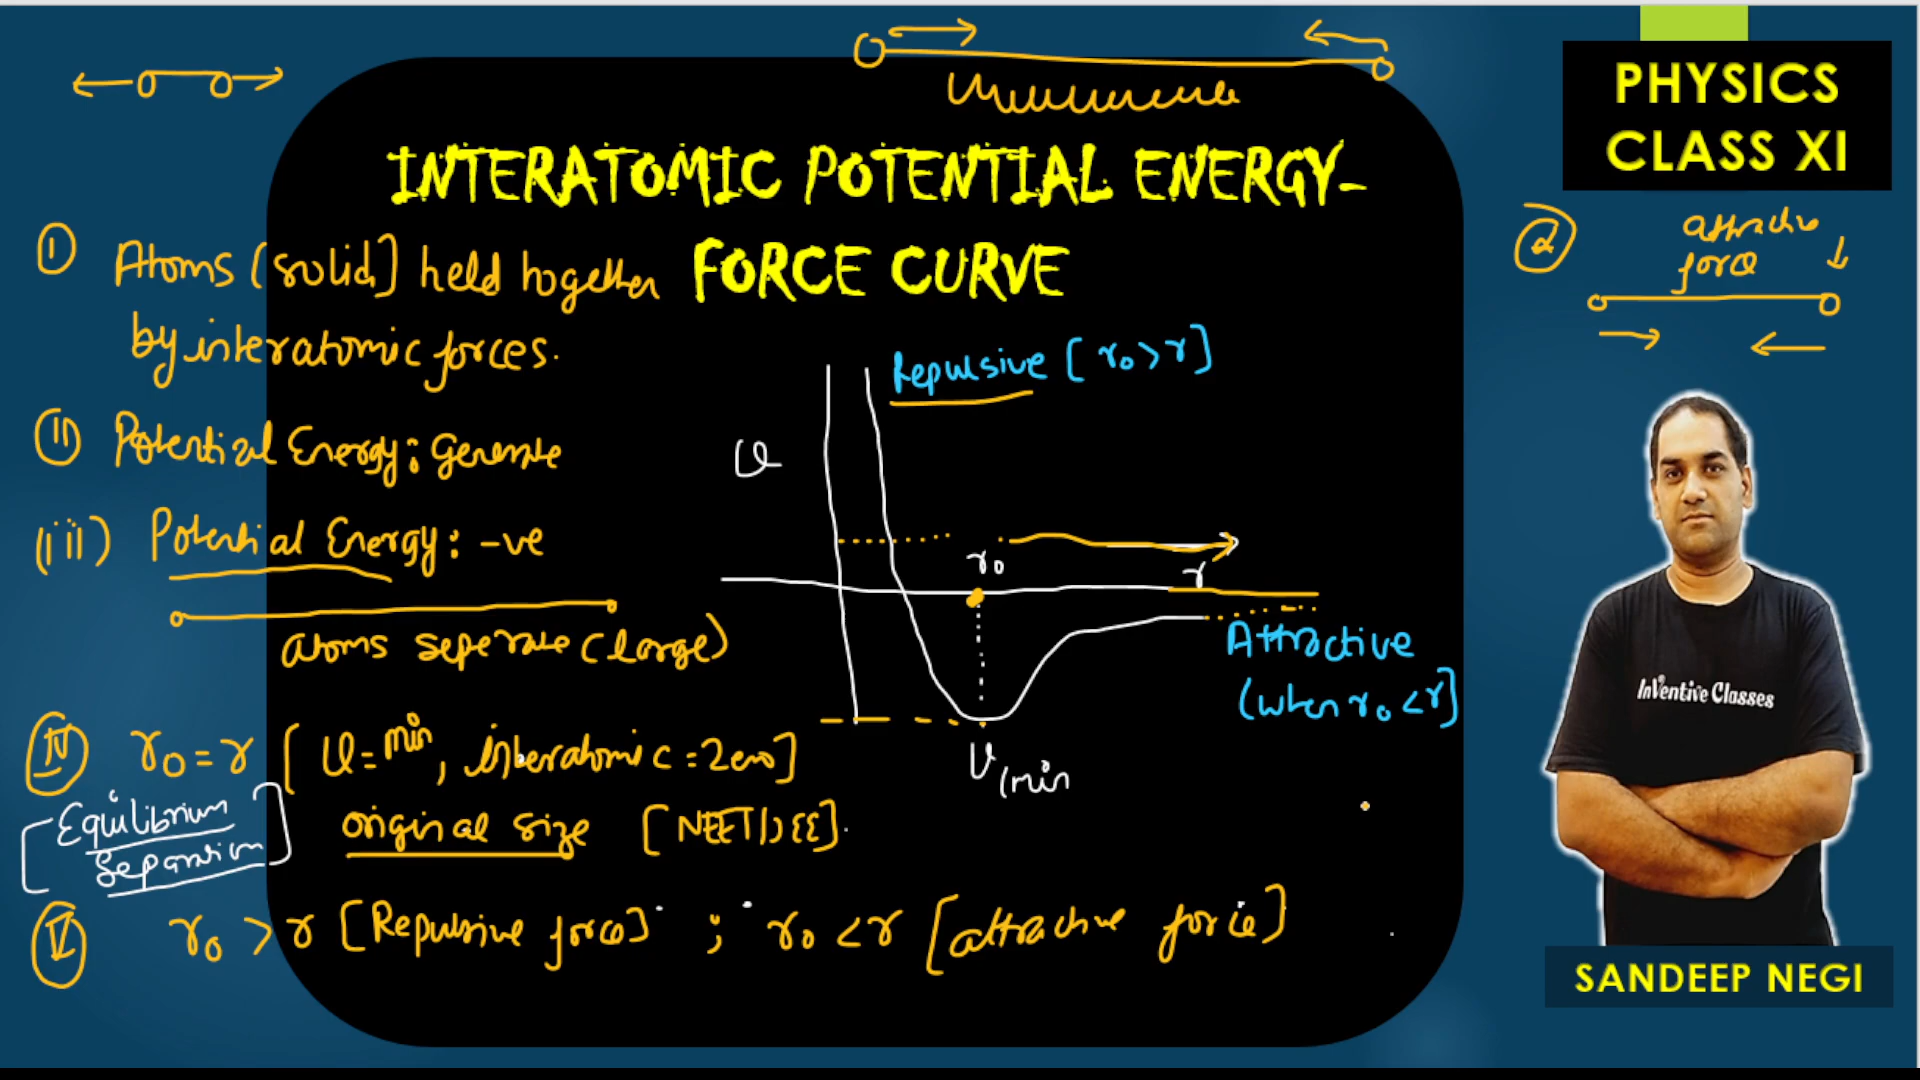 PHYSICS
CLASS XI
INTERATOMIC POTENTIAL ENERGY-
FORCE CURVE
① Atoms (solid] held together
by interatomic forces.
② attractive
force
Repulsive [r₀>r]
(ii) Potential Energy: Generate
U
(iii) Potential Energy: -ve
r₀
r
atoms seperate (large)
Attractive
(when r₀<r]
IV r₀=r [U=min, interatomic=Zero]
U(min
[Equilibrium
Separation]
original size [NEET|JEE].
V r₀>r [Repulsive force] ; r₀<r [attractive force]
InVentive Classes
SANDEEP NEGI